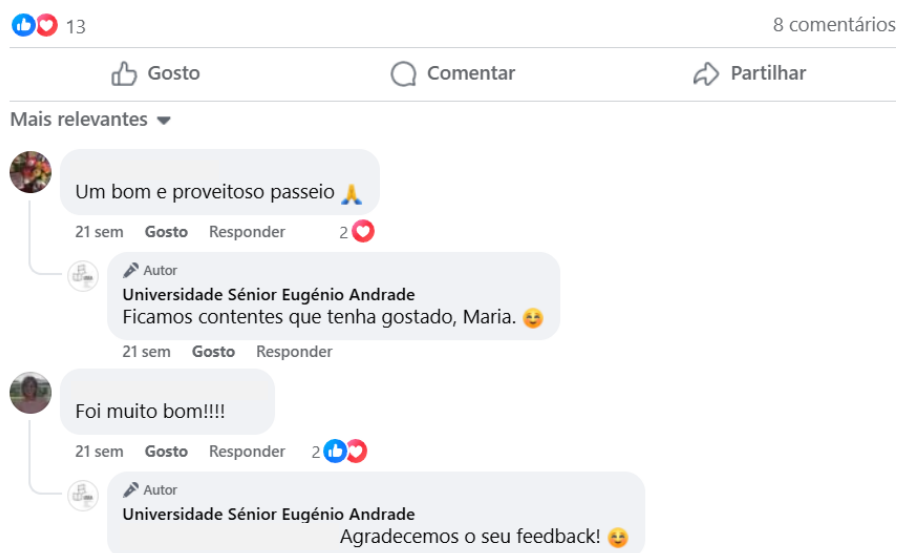 13
8 comentários
Gosto
Comentar
Partilhar
Mais relevantes
Um bom e proveitoso passeio
21 sem Gosto Responder 2
Autor
Universidade Sénior Eugénio Andrade
Ficamos contentes que tenha gostado, Maria.
21 sem Gosto Responder
Foi muito bom!!!!
21 sem Gosto Responder 2
Autor
Universidade Sénior Eugénio Andrade
Agradecemos o seu feedback!